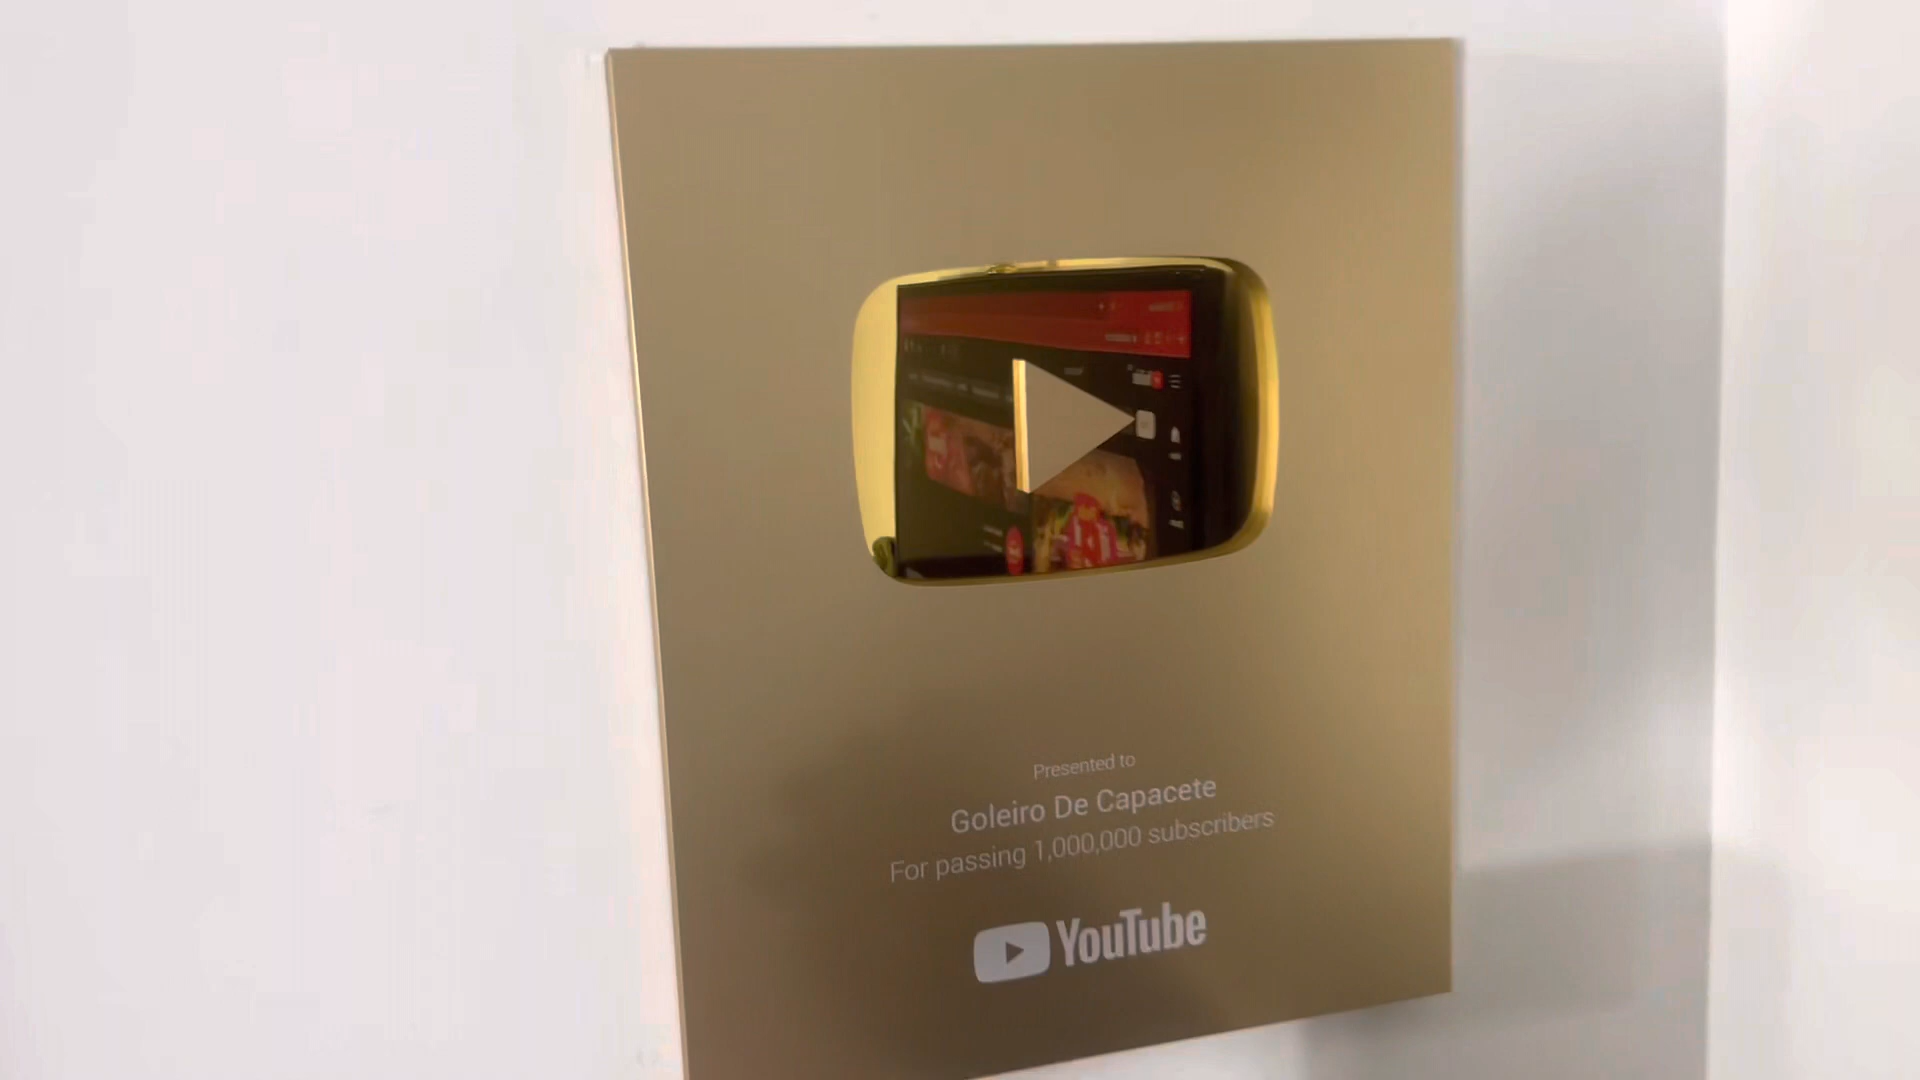 Presented to
Goleiro De Capacete
For passing 1,000,000 subscribers
YouTube